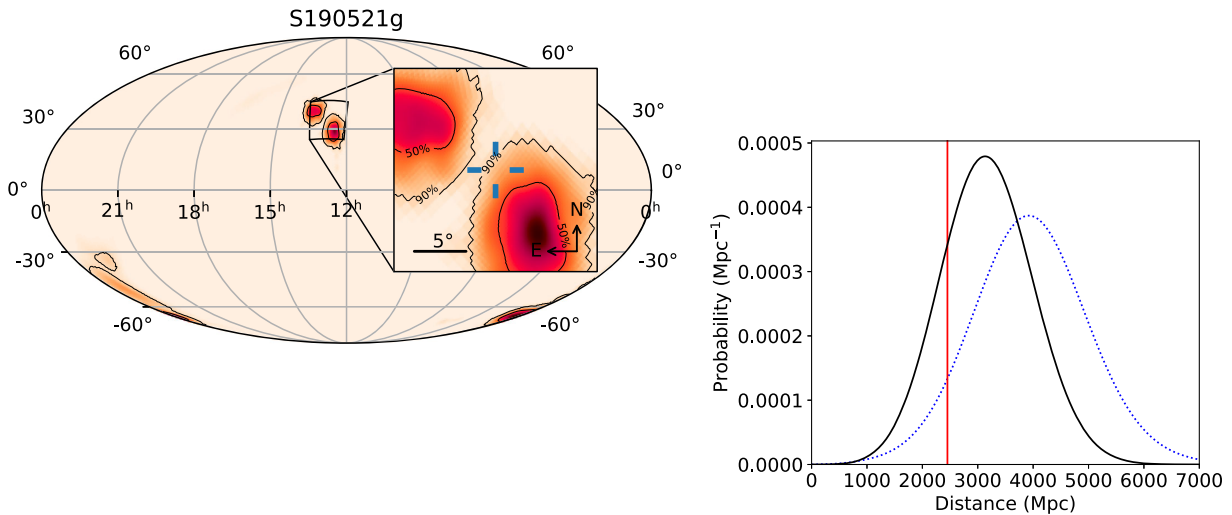 S190521g
60°
60°
30°
30°
0°
0°
0ʰ
21ʰ
18ʰ
15ʰ
12ʰ
0ʰ
-30°
-30°
-60°
-60°
50%
90%
90%
90%
50%
5°
N
E
0.0005
0.0004
0.0003
0.0002
0.0001
0.0000
Probability (Mpc⁻¹)
0 1000 2000 3000 4000 5000 6000 7000
Distance (Mpc)